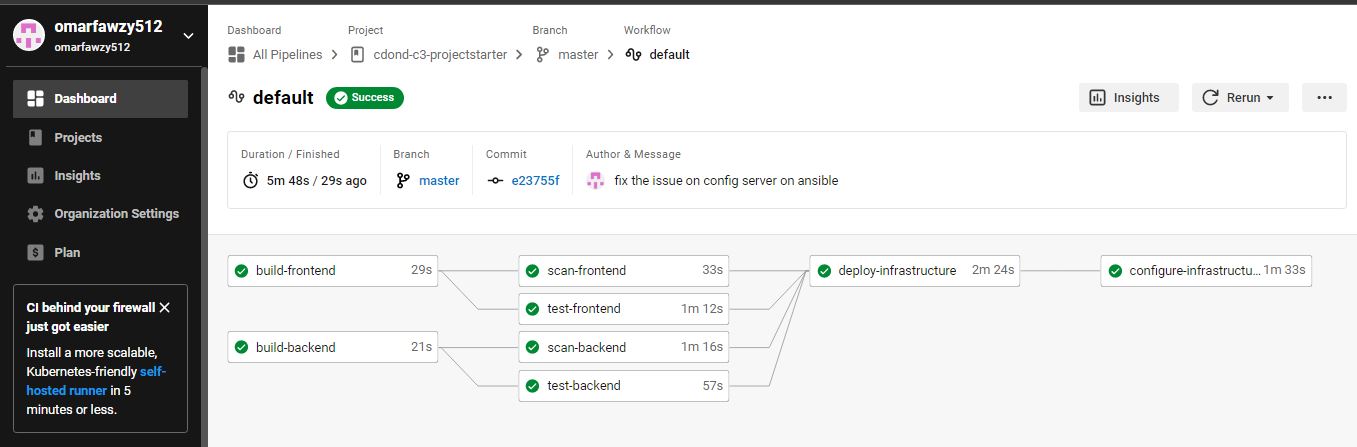 omarfawzy512
omarfawzy512
Dashboard
Projects
Insights
Organization Settings
Plan
CI behind your firewall
just got easier
Install a more scalable,
Kubernetes-friendly self-
hosted runner in 5
minutes or less.
Dashboard Project Branch Workflow
All Pipelines cdond-c3-projectstarter master default
default Success Insights Rerun
Duration / Finished Branch Commit Author & Message
5m 48s / 29s ago master e23755f fix the issue on config server on ansible
build-frontend 29s scan-frontend 33s deploy-infrastructure 2m 24s configure-infrastructu... 1m 33s
test-frontend 1m 12s
build-backend 21s scan-backend 1m 16s
test-backend 57s